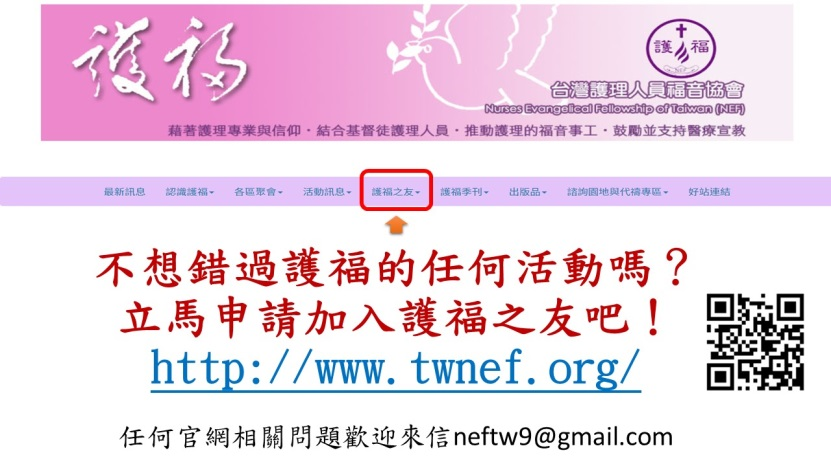 護福
護 福
台灣護理人員福音協會
Nurses Evangelical Fellowship of Taiwan (NEF)
藉著護理專業與信仰．結合基督徒護理人員．推動護理的福音事工．鼓勵並支持醫療宣教
最新訊息 認識護福 各區聚會 活動訊息 護福之友 護福季刊 出版品 諮詢園地與代禱專區 好站連結
不想錯過護福的任何活動嗎？
立馬申請加入護福之友吧！
http://www.twnef.org/
任何官網相關問題歡迎來信neftw9@gmail.com